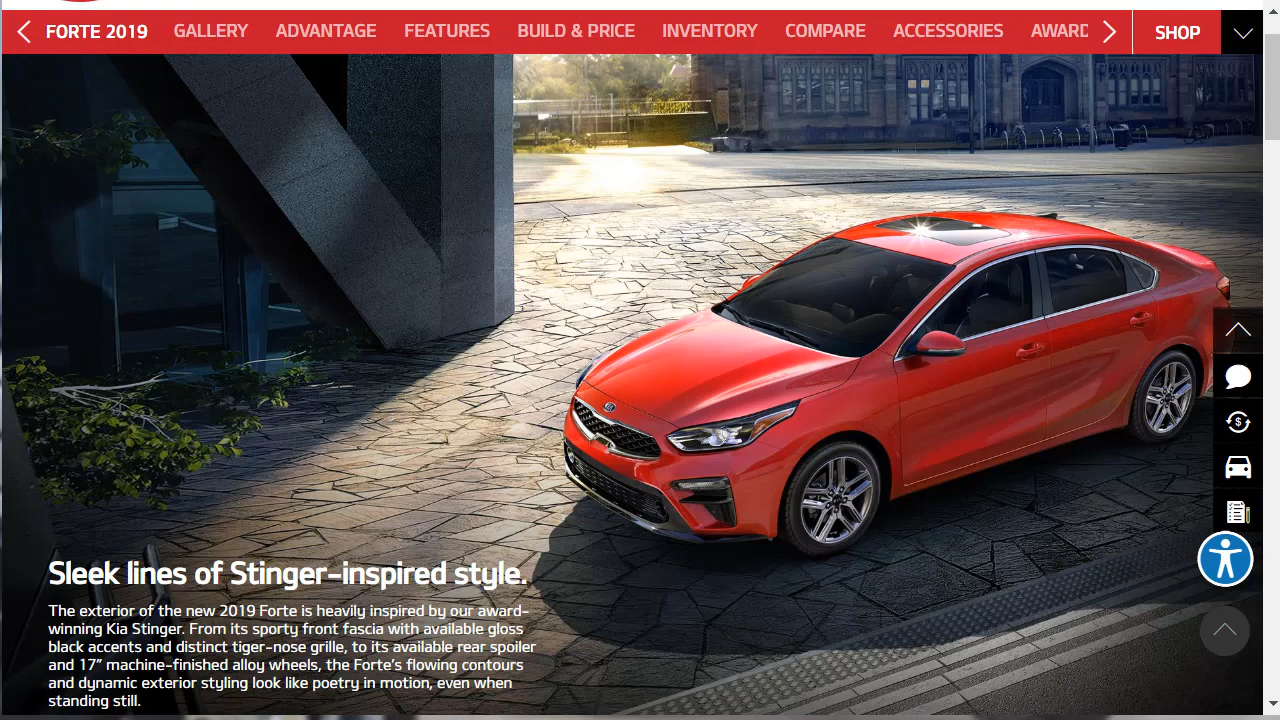 FORTE 2019 GALLERY ADVANTAGE FEATURES BUILD & PRICE INVENTORY COMPARE ACCESSORIES AWARD SHOP
Sleek lines of Stinger-inspired style.
The exterior of the new 2019 Forte is heavily inspired by our award-
winning Kia Stinger. From its sporty front fascia with available gloss
black accents and distinct tiger-nose grille, to its available rear spoiler
and 17” machine-finished alloy wheels, the Forte’s flowing contours
and dynamic exterior styling look like poetry in motion, even when
standing still.